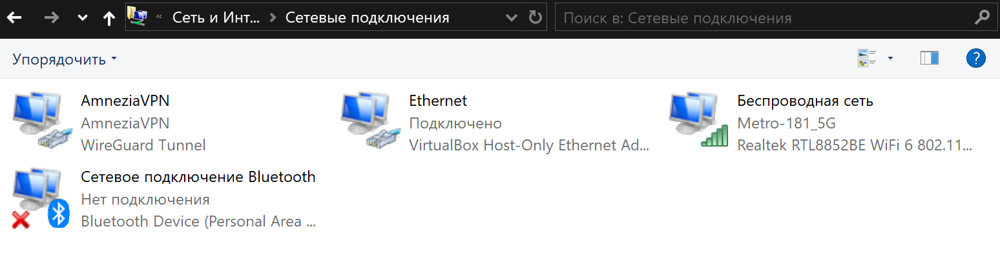 « Сеть и Инт... Сетевые подключения Поиск в: Сетевые подключения
Упорядочить ?
AmneziaVPN
AmneziaVPN
WireGuard Tunnel
Ethernet
Подключено
VirtualBox Host-Only Ethernet Ad...
Беспроводная сеть
Metro-181_5G
Realtek RTL8852BE WiFi 6 802.11...
Сетевое подключение Bluetooth
Нет подключения
Bluetooth Device (Personal Area ...